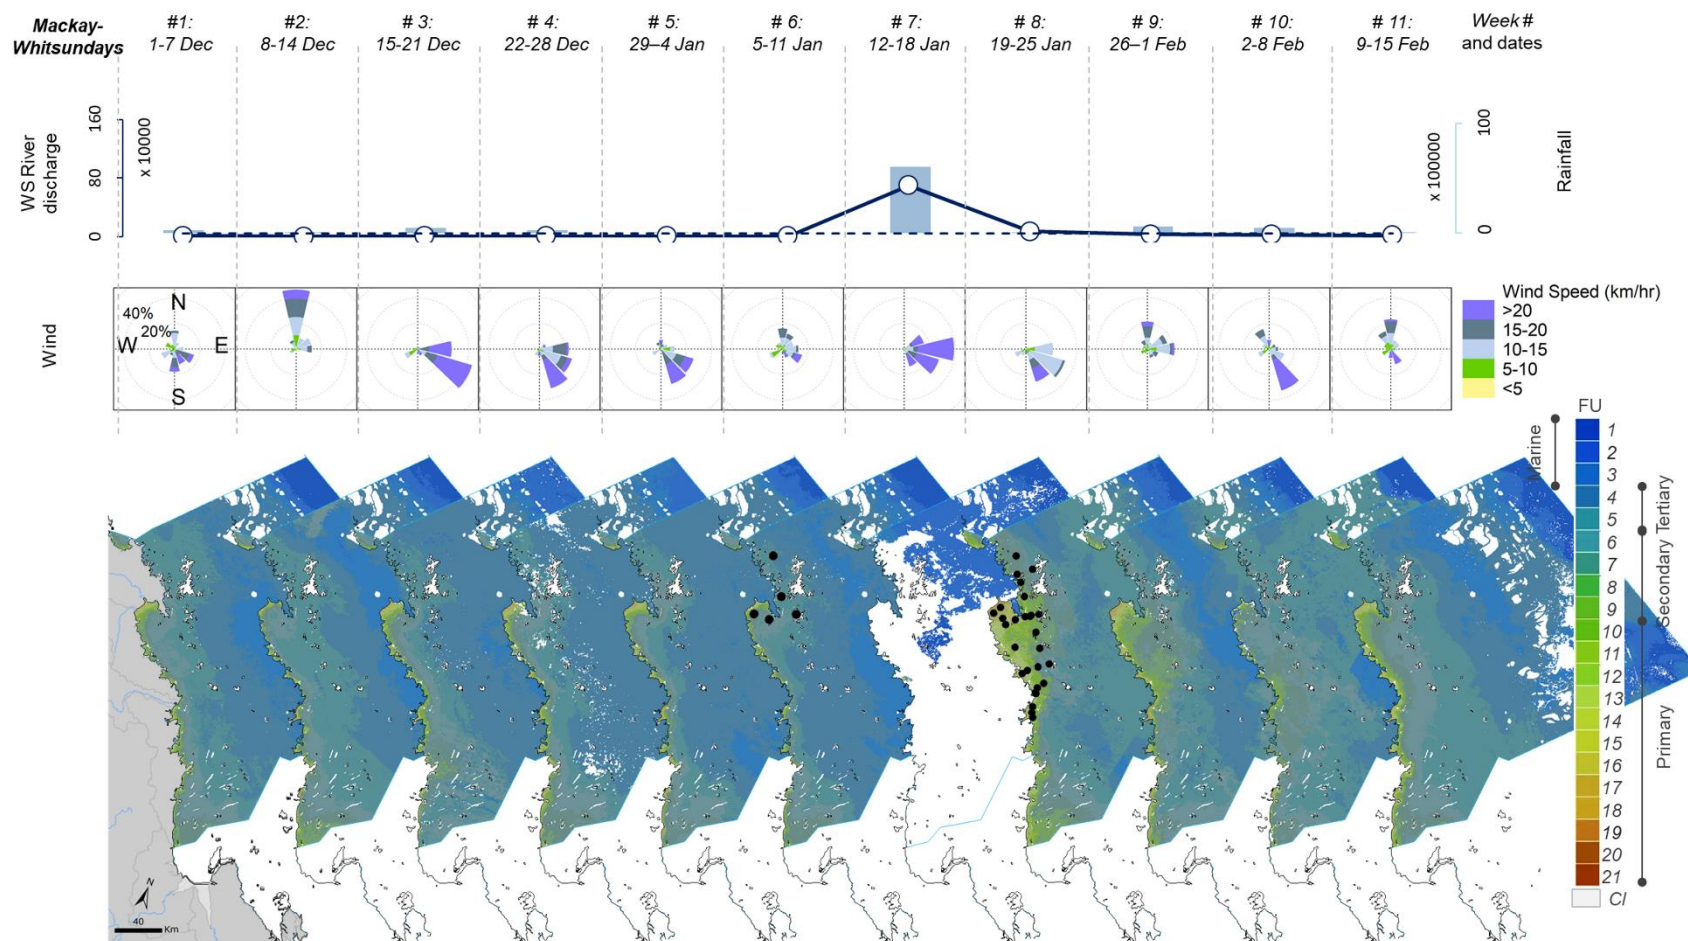 Mackay-
Whitsundays
#1:
1-7 Dec
#2:
8-14 Dec
# 3:
15-21 Dec
# 4:
22-28 Dec
# 5:
29–4 Jan
# 6:
5-11 Jan
# 7:
12-18 Jan
# 8:
19-25 Jan
# 9:
26–1 Feb
# 10:
2-8 Feb
# 11:
9-15 Feb
Week #
and dates
WS River
discharge
160
80
0
x 10000
x 100000
100
0
Rainfall
Wind
N
40%
20%
W
E
S
Wind Speed (km/hr)
>20
15-20
10-15
5-10
<5
FU
1
2
3
4
5
6
7
8
9
10
11
12
13
14
15
16
17
18
19
20
21
Cl
Marine
Tertiary
Secondary
Primary
N
40
Km